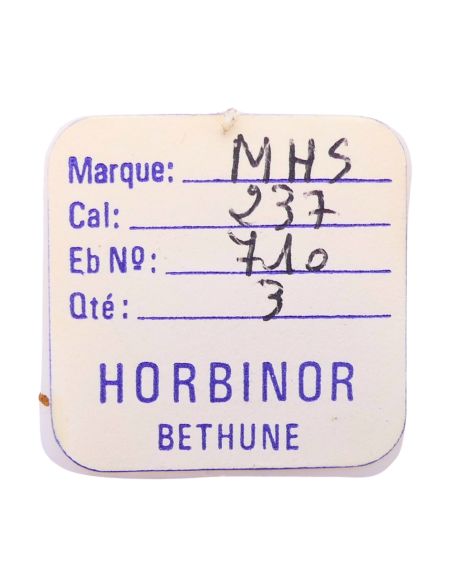 Marque: MHS
Cal: 237
Eb Nº: 710
Qté: 3
HORBINOR
BETHUNE